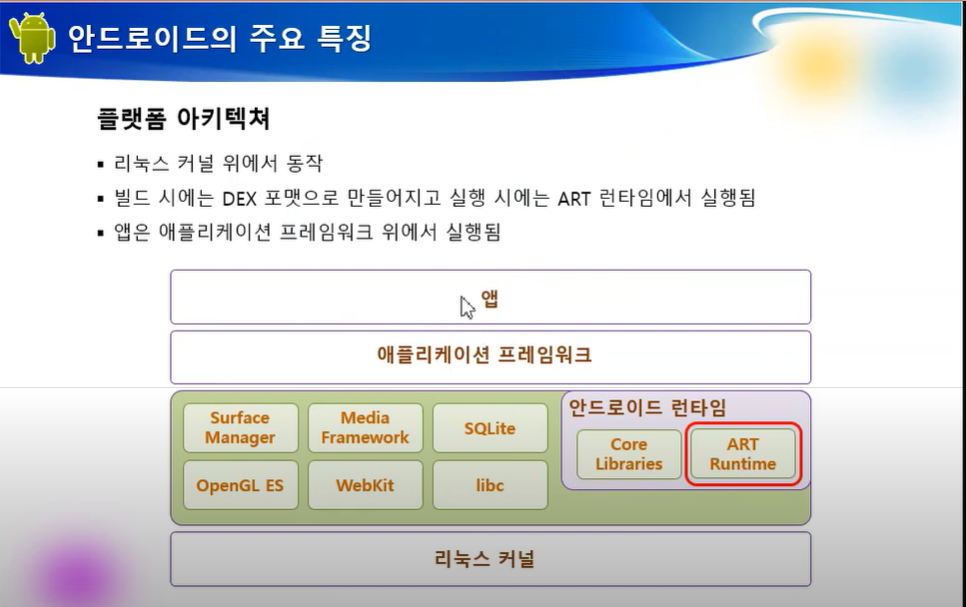 안드로이드의 주요 특징
플랫폼 아키텍쳐
▪ 리눅스 커널 위에서 동작
▪ 빌드 시에는 DEX 포맷으로 만들어지고 실행 시에는 ART 런타임에서 실행됨
▪ 앱은 애플리케이션 프레임워크 위에서 실행됨
앱
애플리케이션 프레임워크
Surface
Manager
Media
Framework
SQLite
OpenGL ES
WebKit
libc
안드로이드 런타임
Core
Libraries
ART
Runtime
리눅스 커널